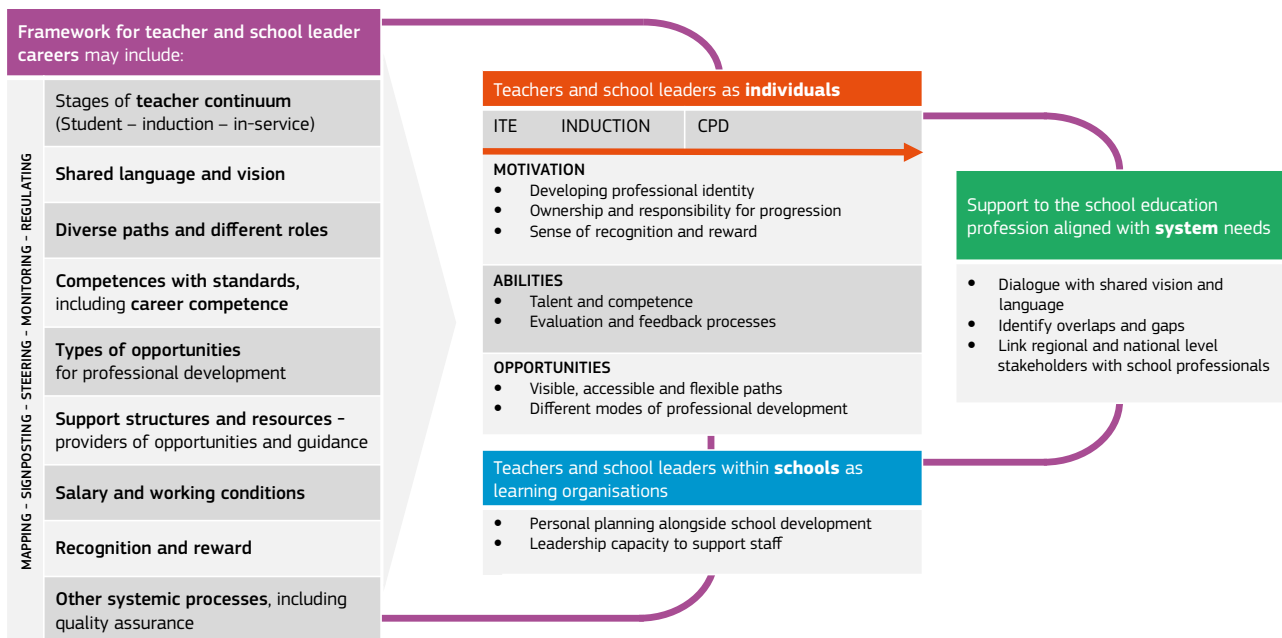 Framework for teacher and school leader
careers may include:
MAPPING – SIGNPOSTING – STEERING – MONITORING – REGULATING
Stages of teacher continuum
(Student – induction – in-service)
Shared language and vision
Diverse paths and different roles
Competences with standards,
including career competence
Types of opportunities
for professional development
Support structures and resources –
providers of opportunities and guidance
Salary and working conditions
Recognition and reward
Other systemic processes, including
quality assurance
Teachers and school leaders as individuals
ITE INDUCTION CPD
MOTIVATION
• Developing professional identity
• Ownership and responsibility for progression
• Sense of recognition and reward
ABILITIES
• Talent and competence
• Evaluation and feedback processes
OPPORTUNITIES
• Visible, accessible and flexible paths
• Different modes of professional development
Teachers and school leaders within schools as
learning organisations
• Personal planning alongside school development
• Leadership capacity to support staff
Support to the school education
profession aligned with system needs
• Dialogue with shared vision and
language
• Identify overlaps and gaps
• Link regional and national level
stakeholders with school professionals